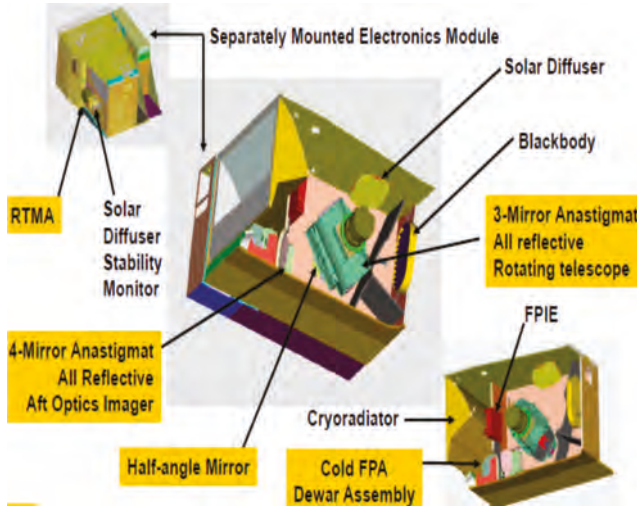 Separately Mounted Electronics Module
Solar Diffuser
Blackbody
RTMA
Solar
Diffuser
Stability
Monitor
3-Mirror Anastigmat
All reflective
Rotating telescope
FPIE
4-Mirror Anastigmat
All Reflective
Aft Optics Imager
Cryoradiator
Half-angle Mirror
Cold FPA
Dewar Assembly